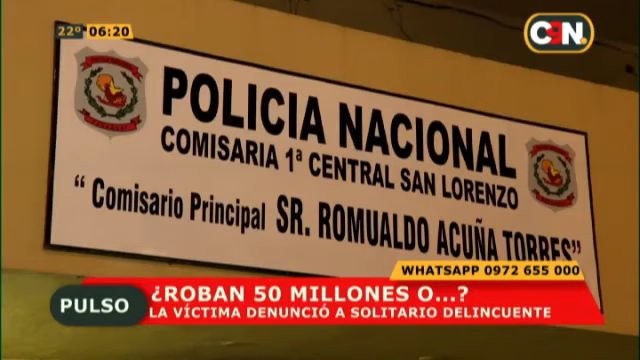 22º 06:20
C9N.
POLICIA NACIONAL
COMISARIA 1ª CENTRAL SAN LORENZO
“ Comisario Principal SR. ROMUALDO ACUÑA TORRES”
WHATSAPP 0972 655 000
PULSO
¿ROBAN 50 MILLONES O...?
LA VÍCTIMA DENUNCIÓ A SOLITARIO DELINCUENTE